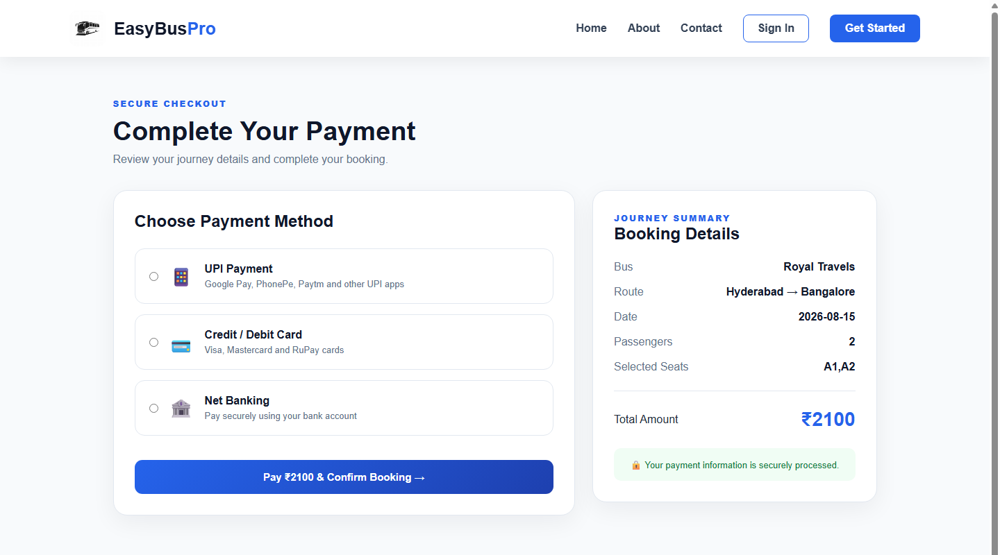 EasyBusPro
Home About Contact Sign In Get Started
SECURE CHECKOUT
Complete Your Payment
Review your journey details and complete your booking.
Choose Payment Method
UPI Payment
Google Pay, PhonePe, Paytm and other UPI apps
Credit / Debit Card
Visa, Mastercard and RuPay cards
Net Banking
Pay securely using your bank account
Pay ₹2100 & Confirm Booking →
JOURNEY SUMMARY
Booking Details
Bus Royal Travels
Route Hyderabad → Bangalore
Date 2026-08-15
Passengers 2
Selected Seats A1,A2
Total Amount ₹2100
🔒 Your payment information is securely processed.